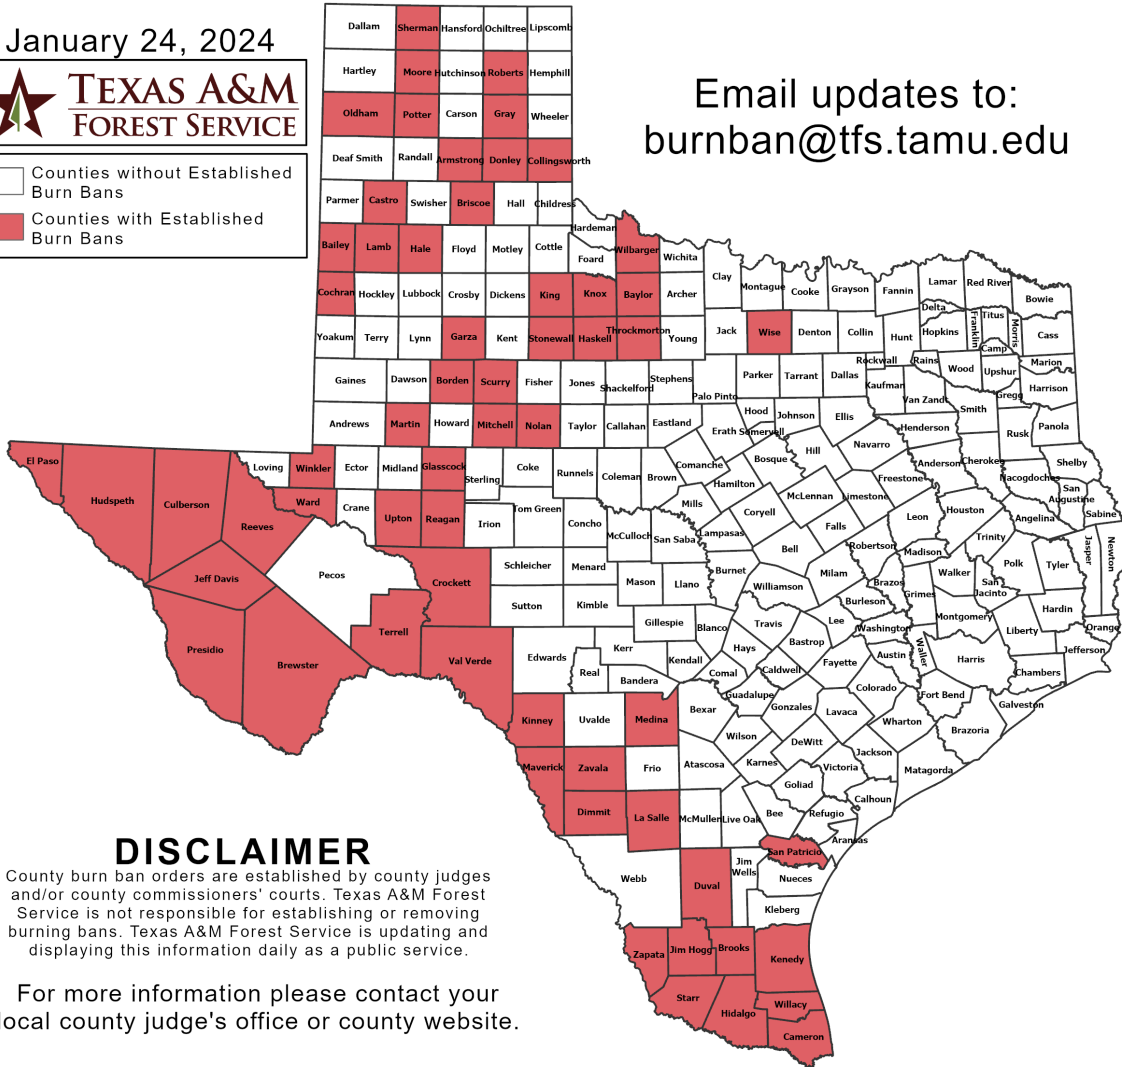 January 24, 2024
TEXAS A&M
FOREST SERVICE
Counties without Established
Burn Bans
Counties with Established
Burn Bans
Email updates to:
burnban@tfs.tamu.edu
Dallam Sherman Hansford Ochiltree Lipscomb
Hartley Moore Hutchinson Roberts Hemphill
Oldham Potter Carson Gray Wheeler
Deaf Smith Randall Armstrong Donley Collingsworth
Parmer Castro Swisher Briscoe Hall Childress
Hardeman
Bailey Lamb Hale Floyd Motley Cottle Foard Wilbarger Wichita
Clay
Cochran Hockley Lubbock Crosby Dickens King Knox Baylor Archer Montague Cooke Grayson Fannin Lamar Red River Bowie
Delta Titus
Yoakum Terry Lynn Garza Kent Stonewall Haskell Throckmorton Young Jack Wise Denton Collin Hunt Hopkins Franklin Morris Cass
Camp
Rockwall Rains Wood Upshur Marion
Gaines Dawson Borden Scurry Fisher Jones Shackelford Stephens Palo Pinto Parker Tarrant Dallas Kaufman Van Zandt Gregg Harrison
Smith
Andrews Martin Howard Mitchell Nolan Taylor Callahan Eastland Erath Hood Somervell Johnson Ellis Henderson Rusk Panola
Navarro
El Paso Loving Winkler Ector Midland Glasscock Sterling Coke Runnels Coleman Brown Comanche Bosque Hill Anderson Cherokee Shelby
Hamilton Freestone Nacogdoches
Hudspeth Culberson Reeves Ward Crane Upton Reagan Irion Tom Green Concho McCulloch San Saba Mills Lampasas Coryell McLennan Limestone Leon Houston Angelina San Augustine Sabine
Falls Robertson Madison Trinity Polk Tyler Jasper Newton
Jeff Davis Pecos Crockett Schleicher Menard Mason Llano Burnet Bell Milam Brazos Grimes Walker San Jacinto
Williamson
Sutton Kimble Gillespie Blanco Travis Burleson Washington Montgomery Liberty Hardin Orange
Lee
Presidio Brewster Terrell Val Verde Edwards Kerr Kendall Hays Bastrop Fayette Austin Waller Harris Jefferson
Real Bandera Comal Caldwell Chambers
Guadalupe Colorado Fort Bend Galveston
Kinney Uvalde Medina Bexar Gonzales Lavaca Wharton Brazoria
Wilson
Maverick Zavala Frio Atascosa Karnes DeWitt Jackson Matagorda
Victoria
Goliad Calhoun
Dimmit La Salle McMullen Live Oak Bee Refugio
Aransas
San Patricio
Webb Duval Jim Wells Nueces
Kleberg
Zapata Jim Hogg Brooks Kenedy
Starr Hidalgo Willacy
Cameron
DISCLAIMER
County burn ban orders are established by county judges
and/or county commissioners' courts. Texas A&M Forest
Service is not responsible for establishing or removing
burning bans. Texas A&M Forest Service is updating and
displaying this information daily as a public service.
For more information please contact your
local county judge's office or county website.